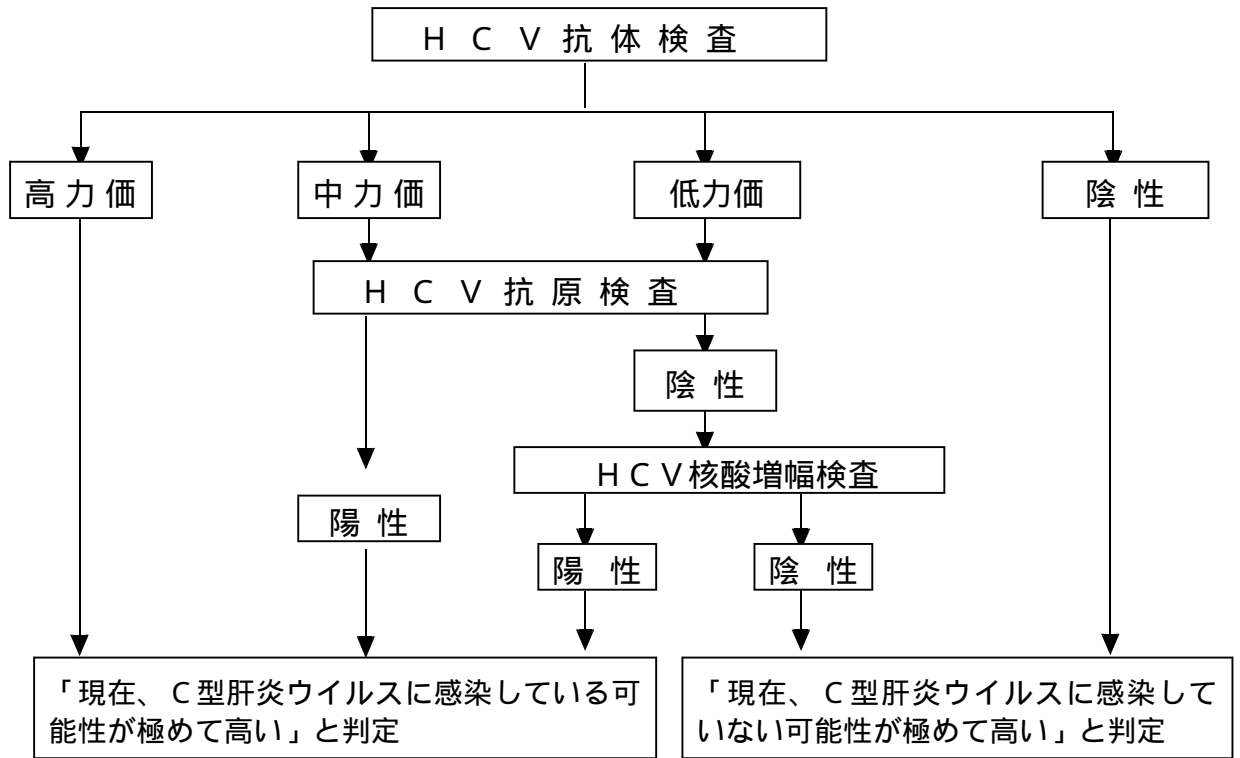 ＨＣＶ抗体検査
高力価
中力価
低力価
陰性
ＨＣＶ抗原検査
陰性
ＨＣＶ核酸増幅検査
陽性
陽性
陰性
「現在、Ｃ型肝炎ウイルスに感染している可
能性が極めて高い」と判定
「現在、Ｃ型肝炎ウイルスに感染して
いない可能性が極めて高い」と判定